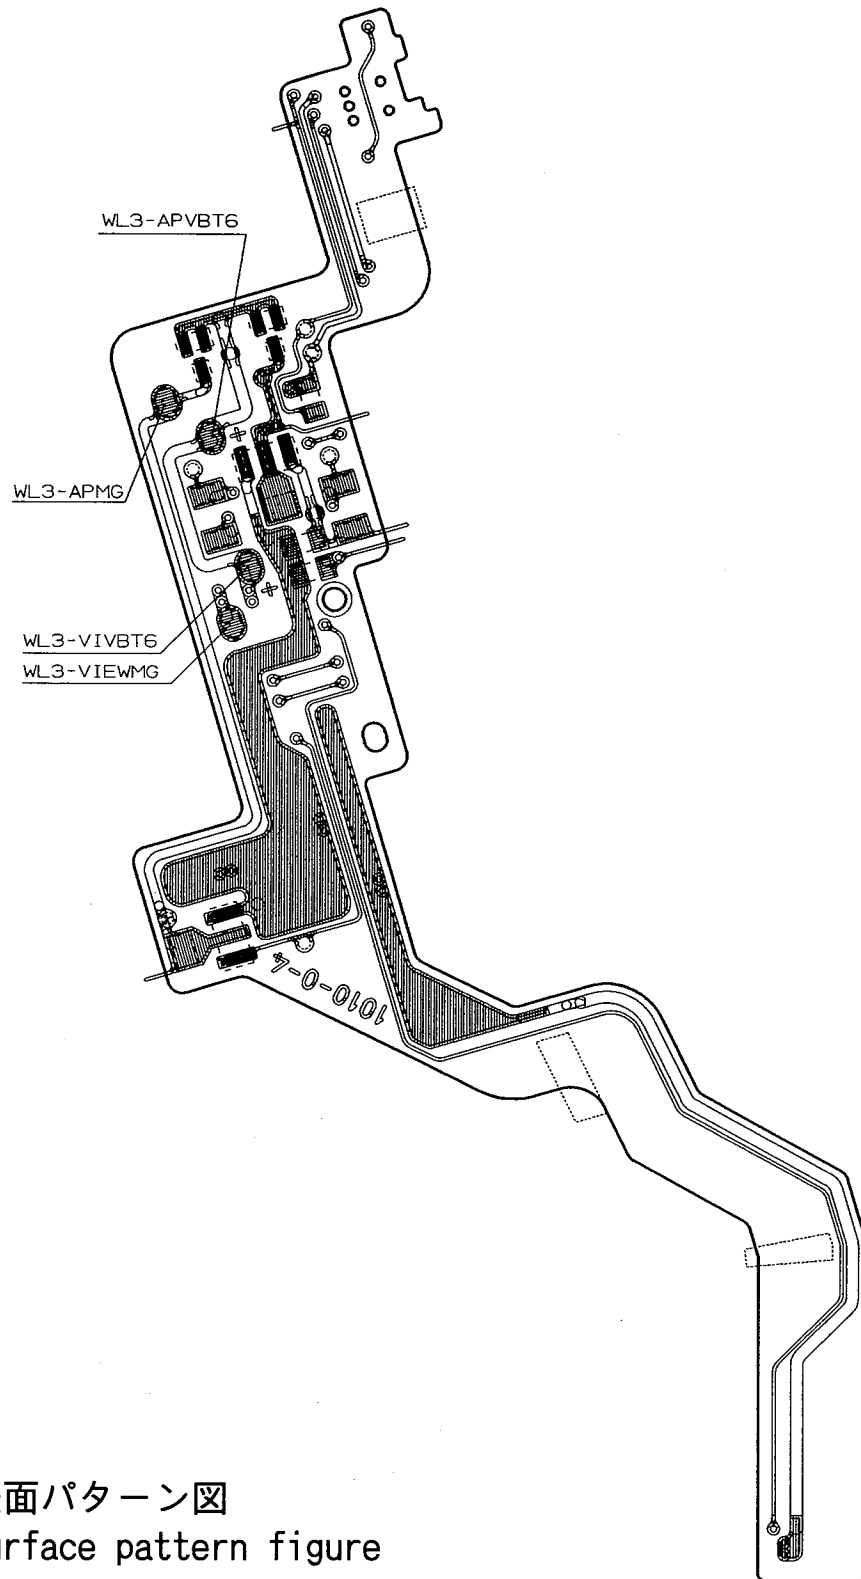 WL3-APVBT6
WL3-APMG
WL3-VIVBT6
WL3-VIEWMG
1010-0-4
面パターン図
rface pattern figure